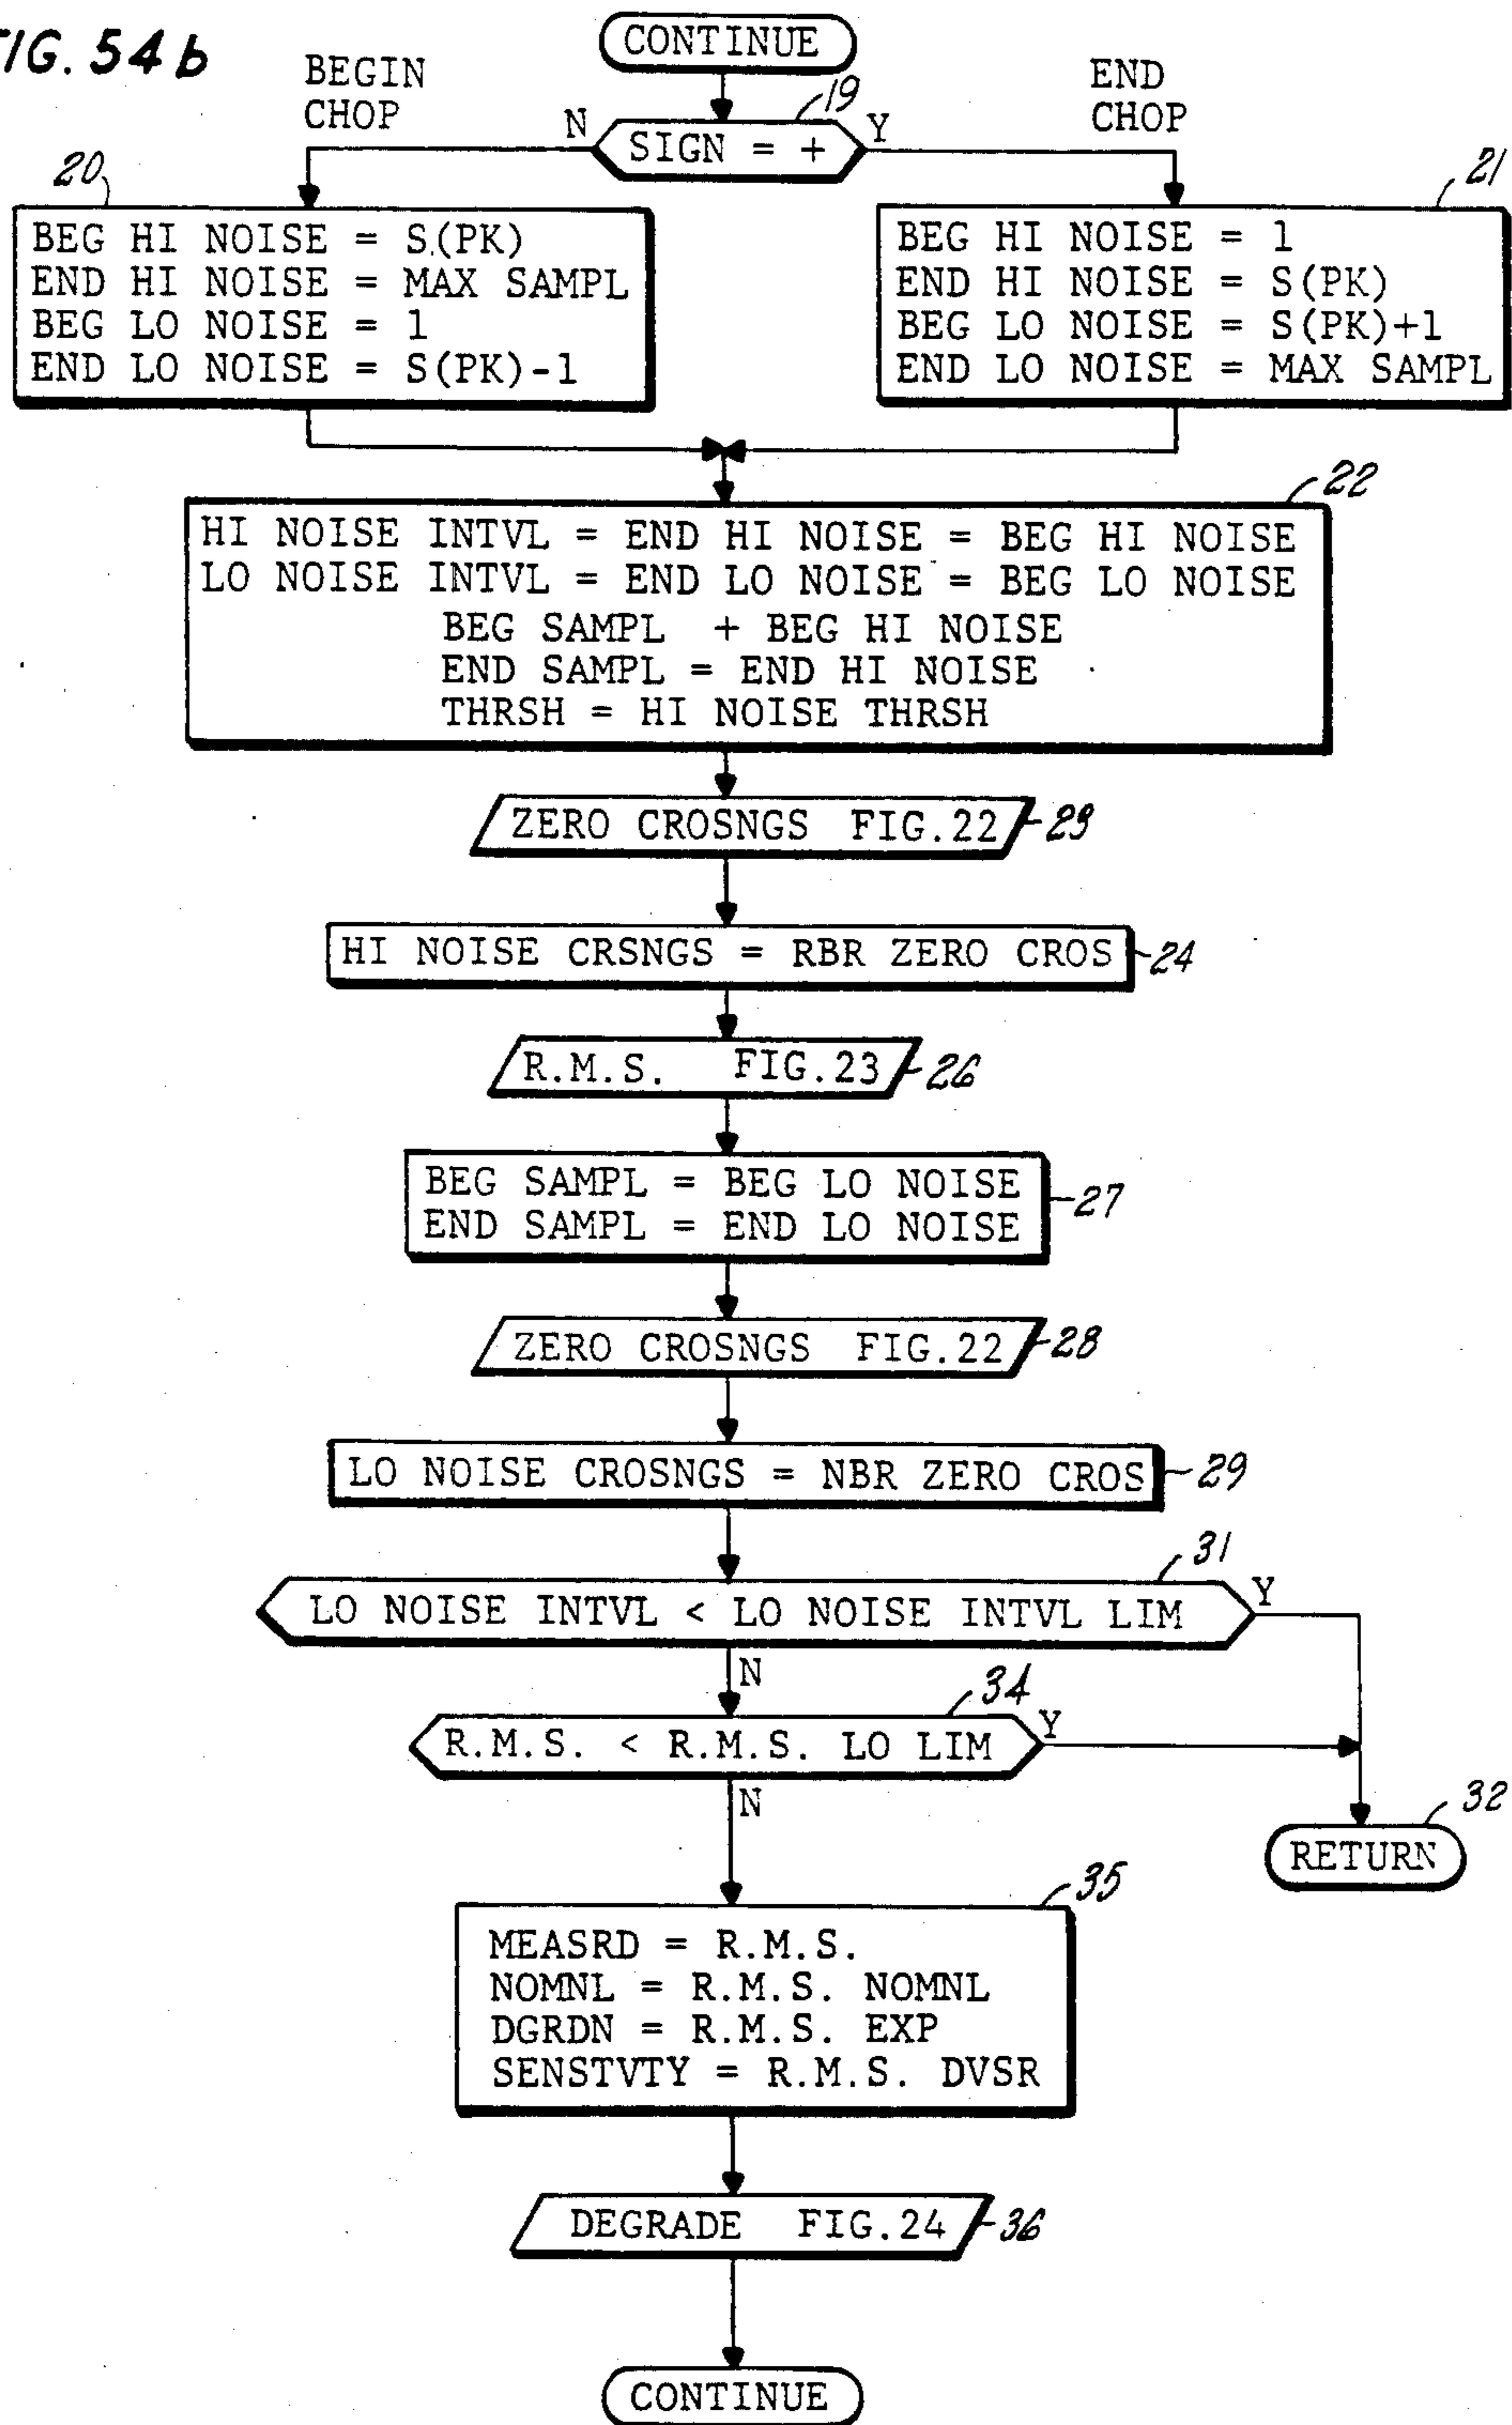 FIG. 54b
CONTINUE
BEGIN
CHOP
END
CHOP
19
N
SIGN = +
Y
20
BEG HI NOISE = S(PK)
END HI NOISE = MAX SAMPL
BEG LO NOISE = 1
END LO NOISE = S(PK)-1
21
BEG HI NOISE = 1
END HI NOISE = S(PK)
BEG LO NOISE = S(PK)+1
END LO NOISE = MAX SAMPL
22
HI NOISE INTVL = END HI NOISE = BEG HI NOISE
LO NOISE INTVL = END LO NOISE = BEG LO NOISE
BEG SAMPL + BEG HI NOISE
END SAMPL = END HI NOISE
THRSH = HI NOISE THRSH
ZERO CROSNGS FIG.22
23
HI NOISE CRSNGS = RBR ZERO CROS
24
R.M.S. FIG.23
26
BEG SAMPL = BEG LO NOISE
END SAMPL = END LO NOISE
27
ZERO CROSNGS FIG.22
28
LO NOISE CROSNGS = NBR ZERO CROS
29
31
LO NOISE INTVL < LO NOISE INTVL LIM
Y
N
34
R.M.S. < R.M.S. LO LIM
Y
N
32
RETURN
35
MEASRD = R.M.S.
NOMNL = R.M.S. NOMNL
DGRDN = R.M.S. EXP
SENSTVTY = R.M.S. DVSR
DEGRADE FIG.24
36
CONTINUE